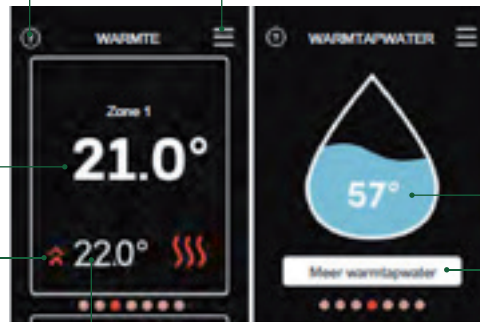 WARMTE
Zone 1
21.0°
22.0°
WARMTAPWATER
57°
Meer warmtapwater